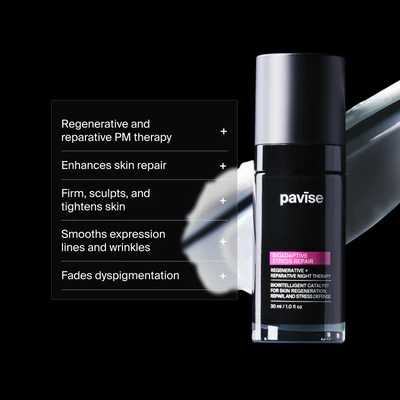 Regenerative and
reparative PM therapy +
Enhances skin repair +
Firm, sculpts, and
tightens skin +
Smooths expression
lines and wrinkles +
Fades dyspigmentation +
pavīse
BIOADAPTIVE
STRESS REPAIR
REGENERATIVE +
REPARATIVE NIGHT THERAPY
BIOINTELLIGENT CATALYST
FOR SKIN REGENERATION,
REPAIR, AND STRESS DEFENSE
30 ml / 1.0 fl oz